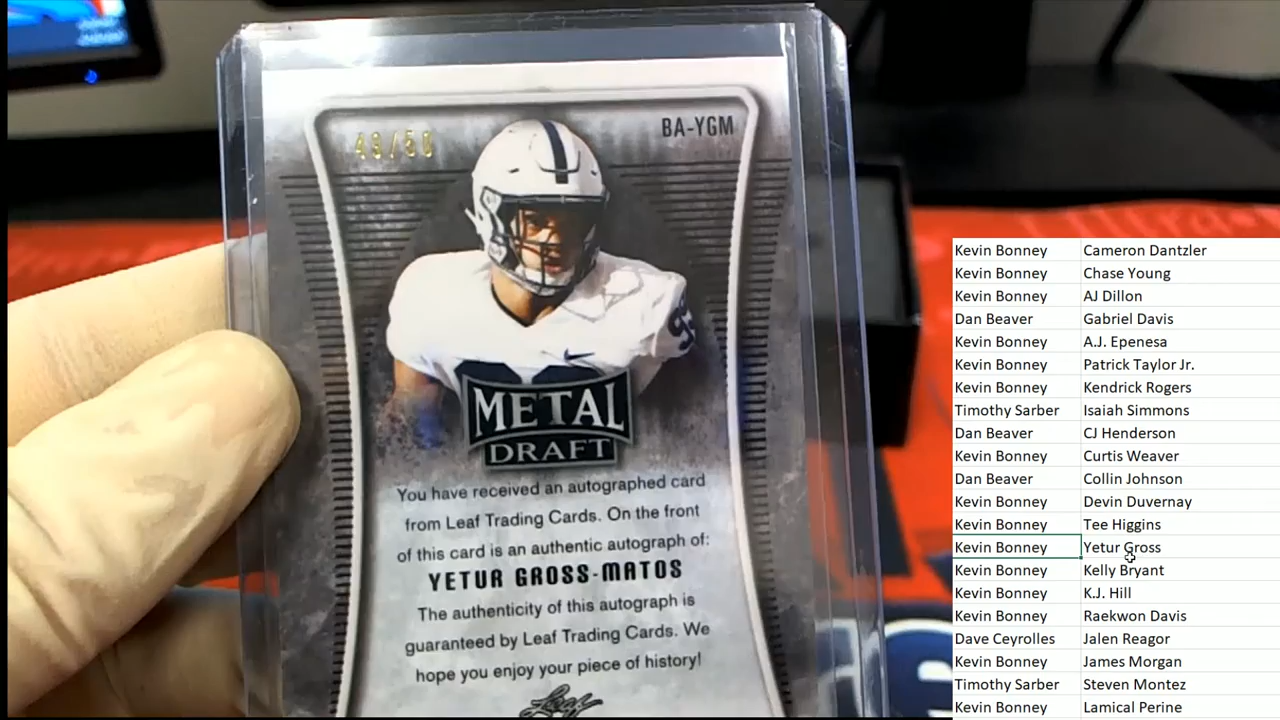 49/50
BA-YGM
METAL
DRAFT
You have received an autographed card
from Leaf Trading Cards. On the front
of this card is an authentic autograph of:
YETUR GROSS-MATOS
The authenticity of this autograph is
guaranteed by Leaf Trading Cards. We
hope you enjoy your piece of history!
Leaf
Kevin Bonney Cameron Dantzler
Kevin Bonney Chase Young
Kevin Bonney AJ Dillon
Dan Beaver Gabriel Davis
Kevin Bonney A.J. Epenesa
Kevin Bonney Patrick Taylor Jr.
Kevin Bonney Kendrick Rogers
Timothy Sarber Isaiah Simmons
Dan Beaver CJ Henderson
Kevin Bonney Curtis Weaver
Dan Beaver Collin Johnson
Kevin Bonney Devin Duvernay
Kevin Bonney Tee Higgins
Kevin Bonney Yetur Gross
Kevin Bonney Kelly Bryant
Kevin Bonney K.J. Hill
Kevin Bonney Raekwon Davis
Dave Ceyrolles Jalen Reagor
Kevin Bonney James Morgan
Timothy Sarber Steven Montez
Kevin Bonney Lamical Perine